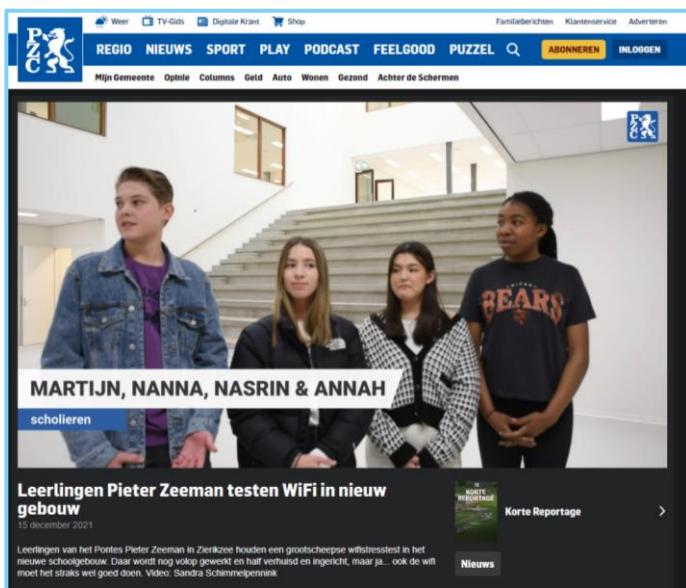 Weer TV-Gids Digitale Krant Shop Familieberichten Klantenservice Adverteren
PZC
REGIO NIEUWS SPORT PLAY PODCAST FEELGOOD PUZZEL ABONNEREN INLOGGEN
Mijn Gemeente Opinie Columns Geld Auto Wonen Gezond Achter de Schermen
PZC
CHICAGO
BEARS
MARTIJN, NANNA, NASRIN & ANNAH
scholieren
Leerlingen Pieter Zeeman testen WiFi in nieuw
gebouw
15 december 2021
KORTE
REPORTAGE
Korte Reportage
Leerlingen van het Pontes Pieter Zeeman in Zierikzee houden een grootscheepse wifistresstest in het
nieuwe schoolgebouw. Daar wordt nog volop gewerkt en half verhuisd en ingericht, maar ja... ook de wifi
moet het straks wel goed doen. Video: Sandra Schimmelpennink
Nieuws